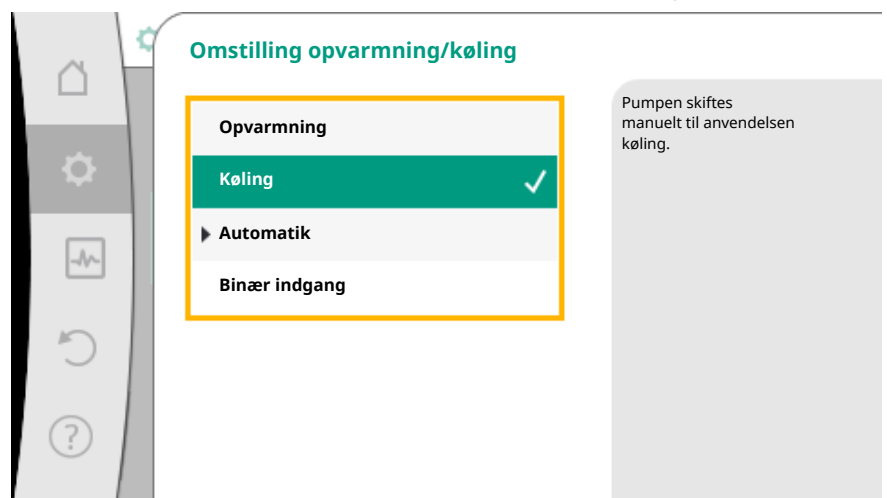 Omstilling opvarmning/køling
Opvarmning
Køling
Automatik
Binær indgang
Pumpen skiftes
manuelt til anvendelsen
køling.
?